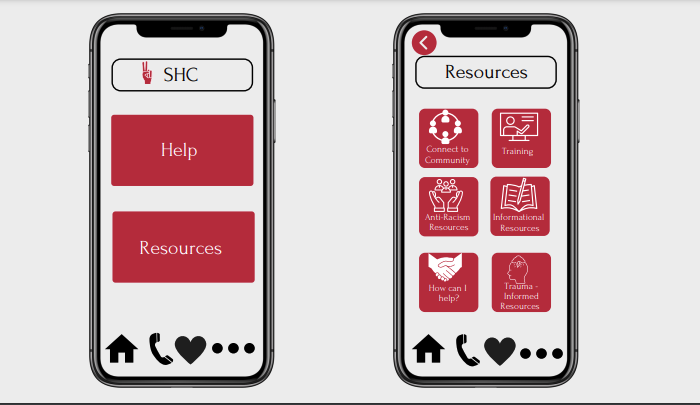 SHC
Help
Resources
Resources
Connect to
Community
Training
Anti-Racism
Resources
Informational
Resources
How can I
help?
Trauma -
Informed
Resources